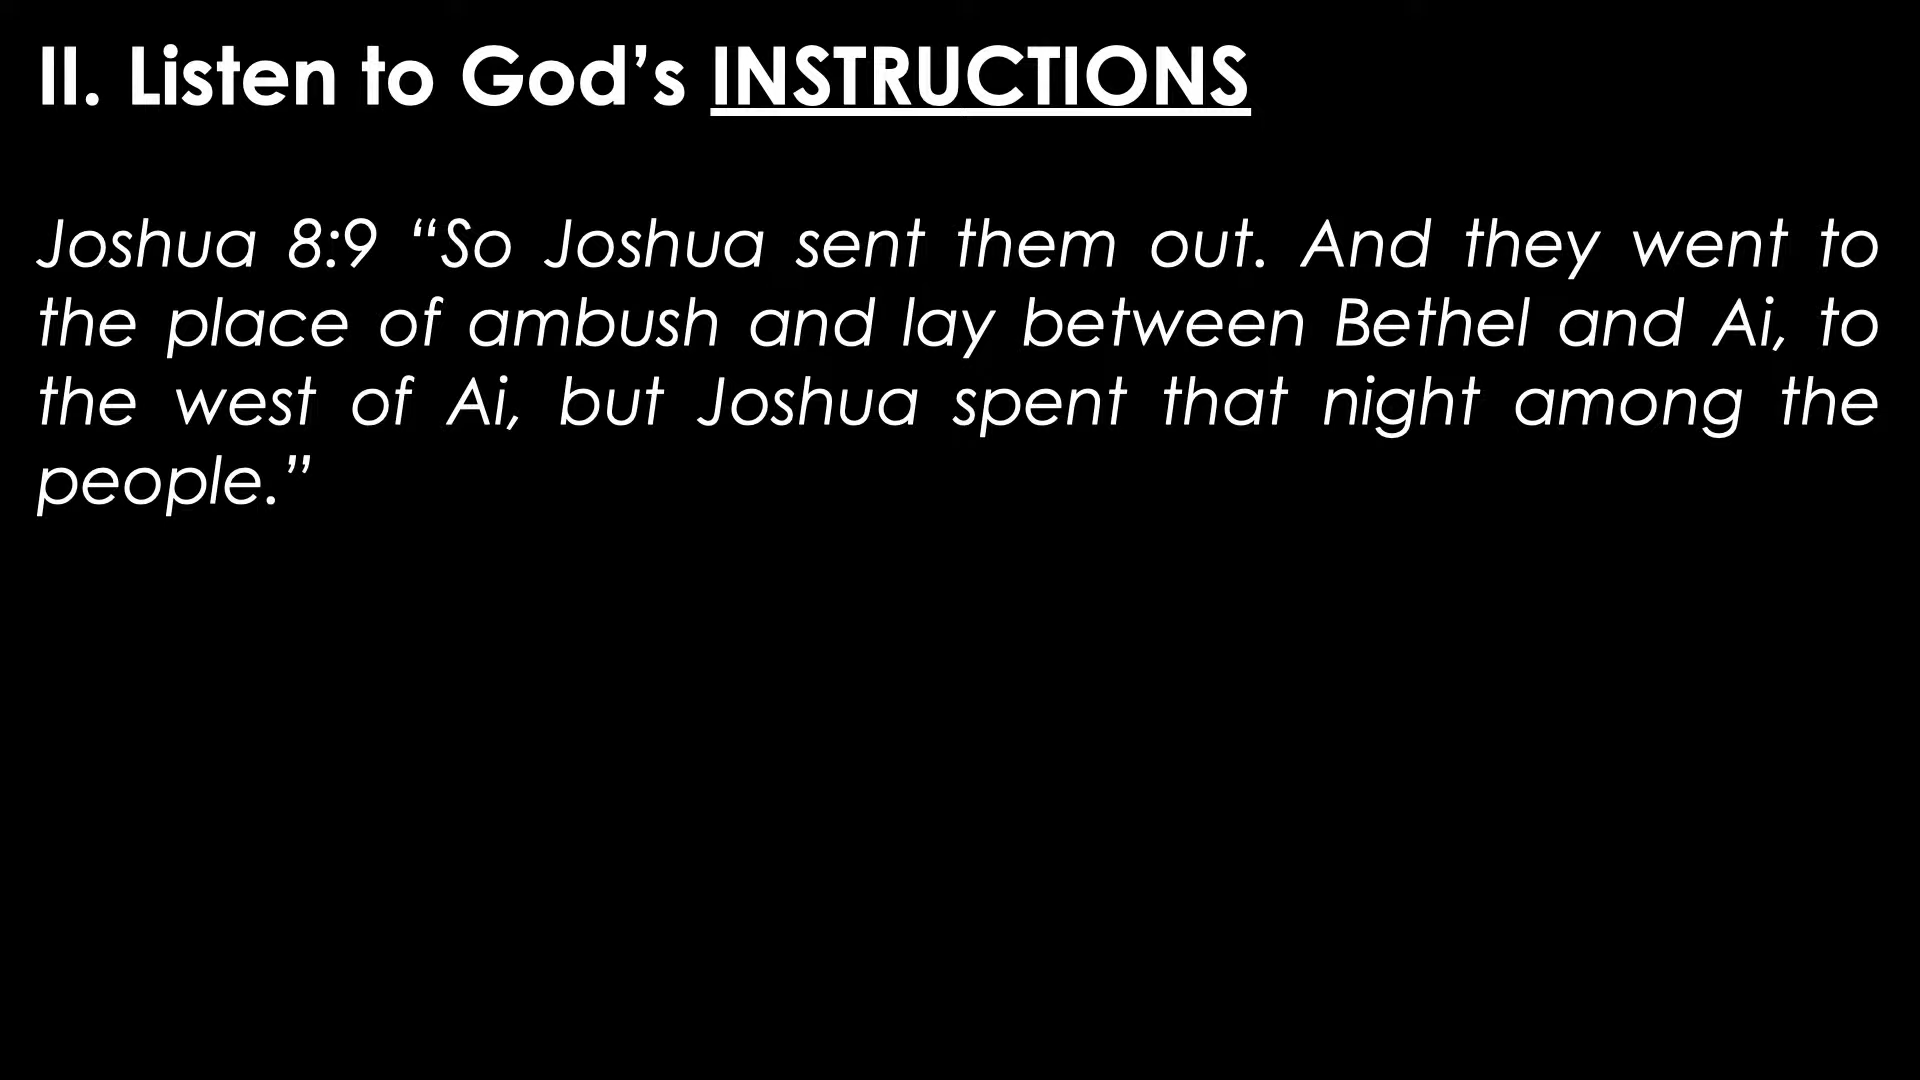 II. Listen to God’s INSTRUCTIONS
Joshua 8:9 “So Joshua sent them out. And they went to
the place of ambush and lay between Bethel and Ai, to
the west of Ai, but Joshua spent that night among the
people.”